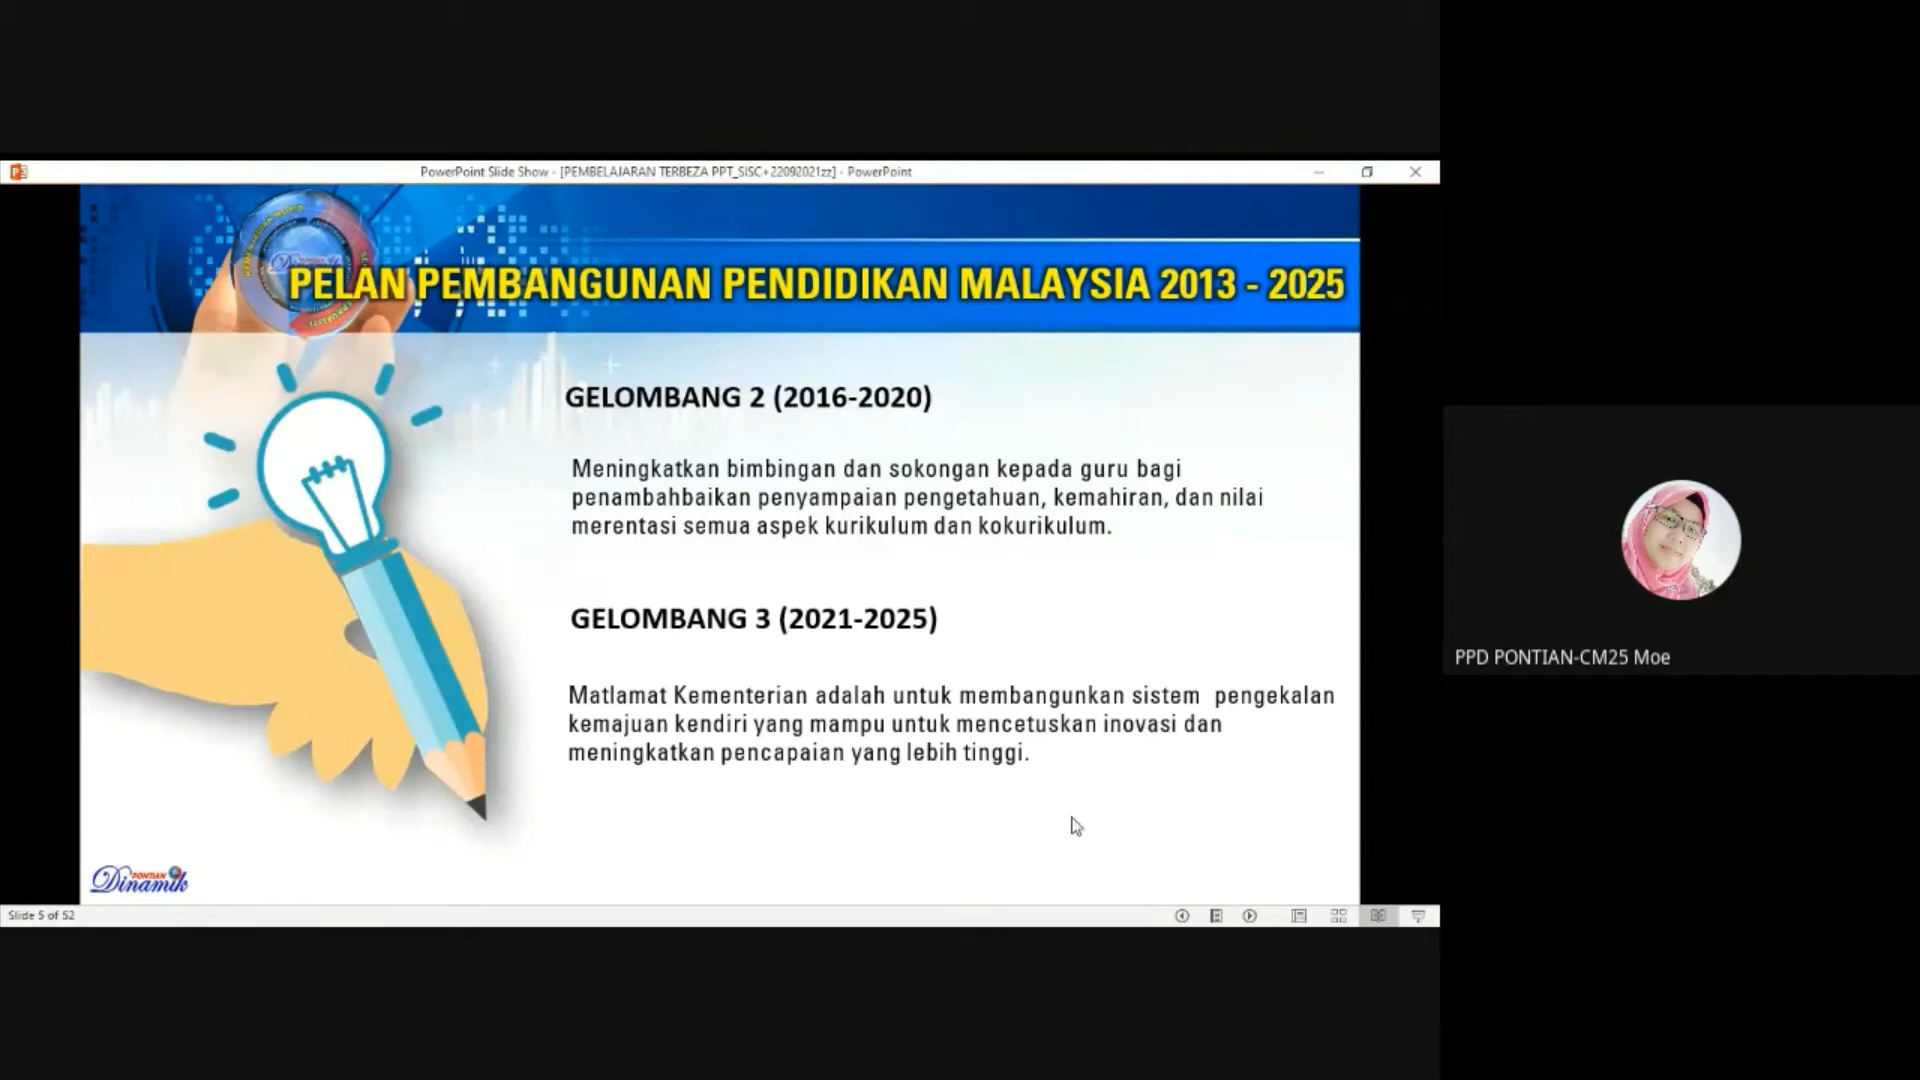 PowerPoint Slide Show - [PEMBELAJARAN TERBEZA PPT_SISC+22092021zz] - PowerPoint
PELAN PEMBANGUNAN PENDIDIKAN MALAYSIA 2013 - 2025
GELOMBANG 2 (2016-2020)
Meningkatkan bimbingan dan sokongan kepada guru bagi
penambahbaikan penyampaian pengetahuan, kemahiran, dan nilai
merentasi semua aspek kurikulum dan kokurikulum.
GELOMBANG 3 (2021-2025)
Matlamat Kementerian adalah untuk membangunkan sistem pengekalan
kemajuan kendiri yang mampu untuk mencetuskan inovasi dan
meningkatkan pencapaian yang lebih tinggi.
PONTIAN
Dinamik
Slide 5 of 52
PPD PONTIAN-CM25 Moe